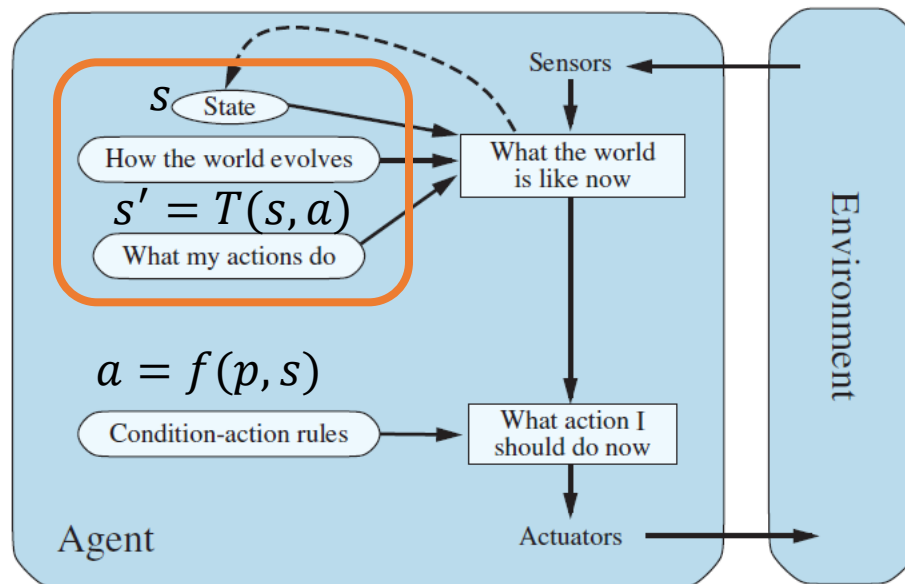 Sensors
s
State
How the world evolves
What the world
is like now
s′ = T(s, a)
What my actions do
a = f(p, s)
Condition-action rules
What action I
should do now
Agent
Actuators
Environment